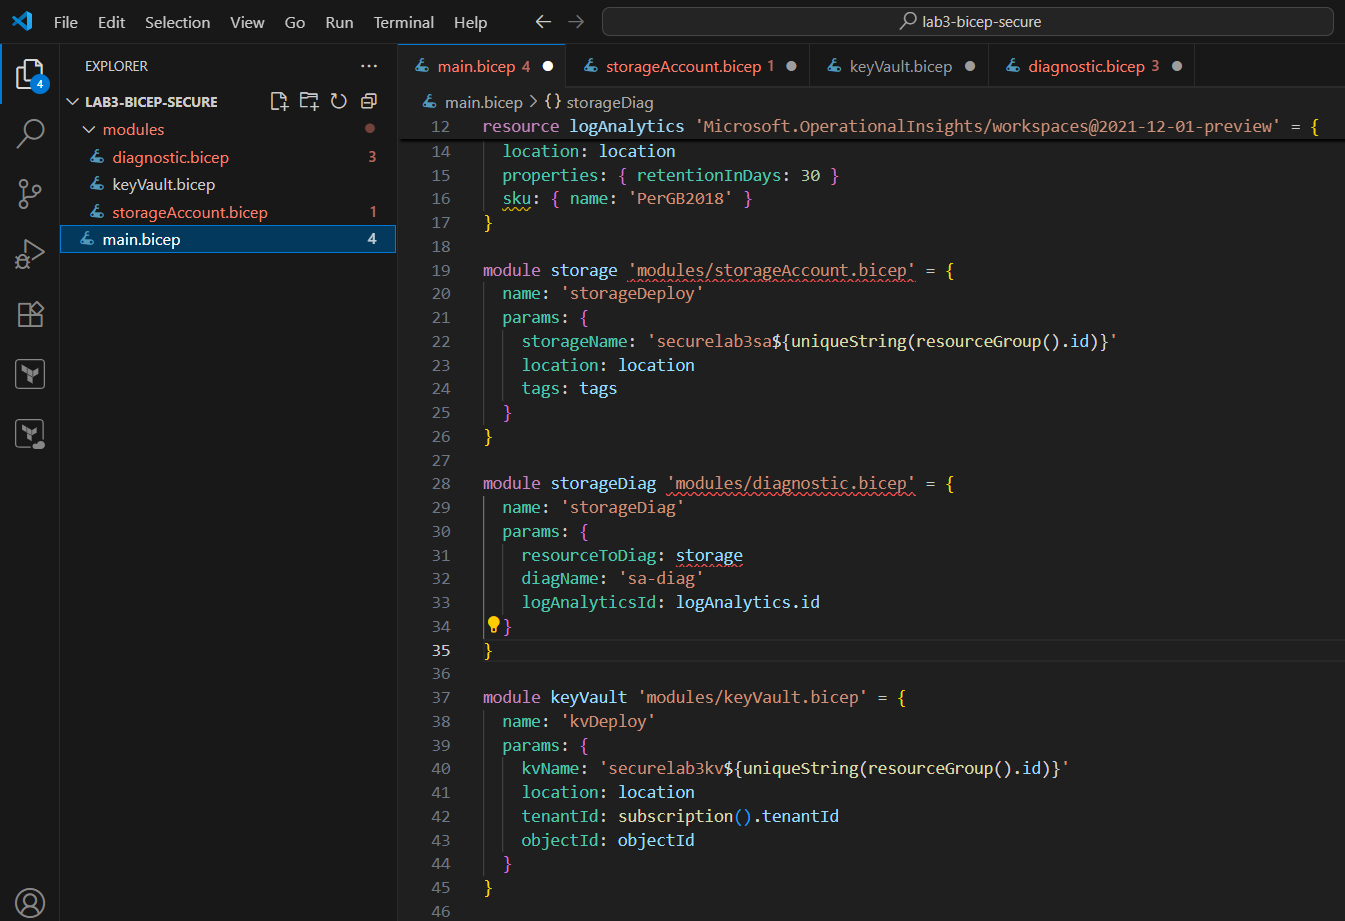 File Edit Selection View Go Run Terminal Help
lab3-bicep-secure
EXPLORER
LAB3-BICEP-SECURE
modules
diagnostic.bicep 3
keyVault.bicep
storageAccount.bicep 1
main.bicep 4
4
main.bicep 4
storageAccount.bicep 1
keyVault.bicep
diagnostic.bicep 3
main.bicep > {} storageDiag
12 resource logAnalytics 'Microsoft.OperationalInsights/workspaces@2021-12-01-preview' = {
14 location: location
15 properties: { retentionInDays: 30 }
16 sku: { name: 'PerGB2018' }
17 }
18
19 module storage 'modules/storageAccount.bicep' = {
20 name: 'storageDeploy'
21 params: {
22 storageName: 'securelab3sa${uniqueString(resourceGroup().id)}'
23 location: location
24 tags: tags
25 }
26 }
27
28 module storageDiag 'modules/diagnostic.bicep' = {
29 name: 'storageDiag'
30 params: {
31 resourceToDiag: storage
32 diagName: 'sa-diag'
33 logAnalyticsId: logAnalytics.id
34 }
35 }
36
37 module keyVault 'modules/keyVault.bicep' = {
38 name: 'kvDeploy'
39 params: {
40 kvName: 'securelab3kv${uniqueString(resourceGroup().id)}'
41 location: location
42 tenantId: subscription().tenantId
43 objectId: objectId
44 }
45 }
46